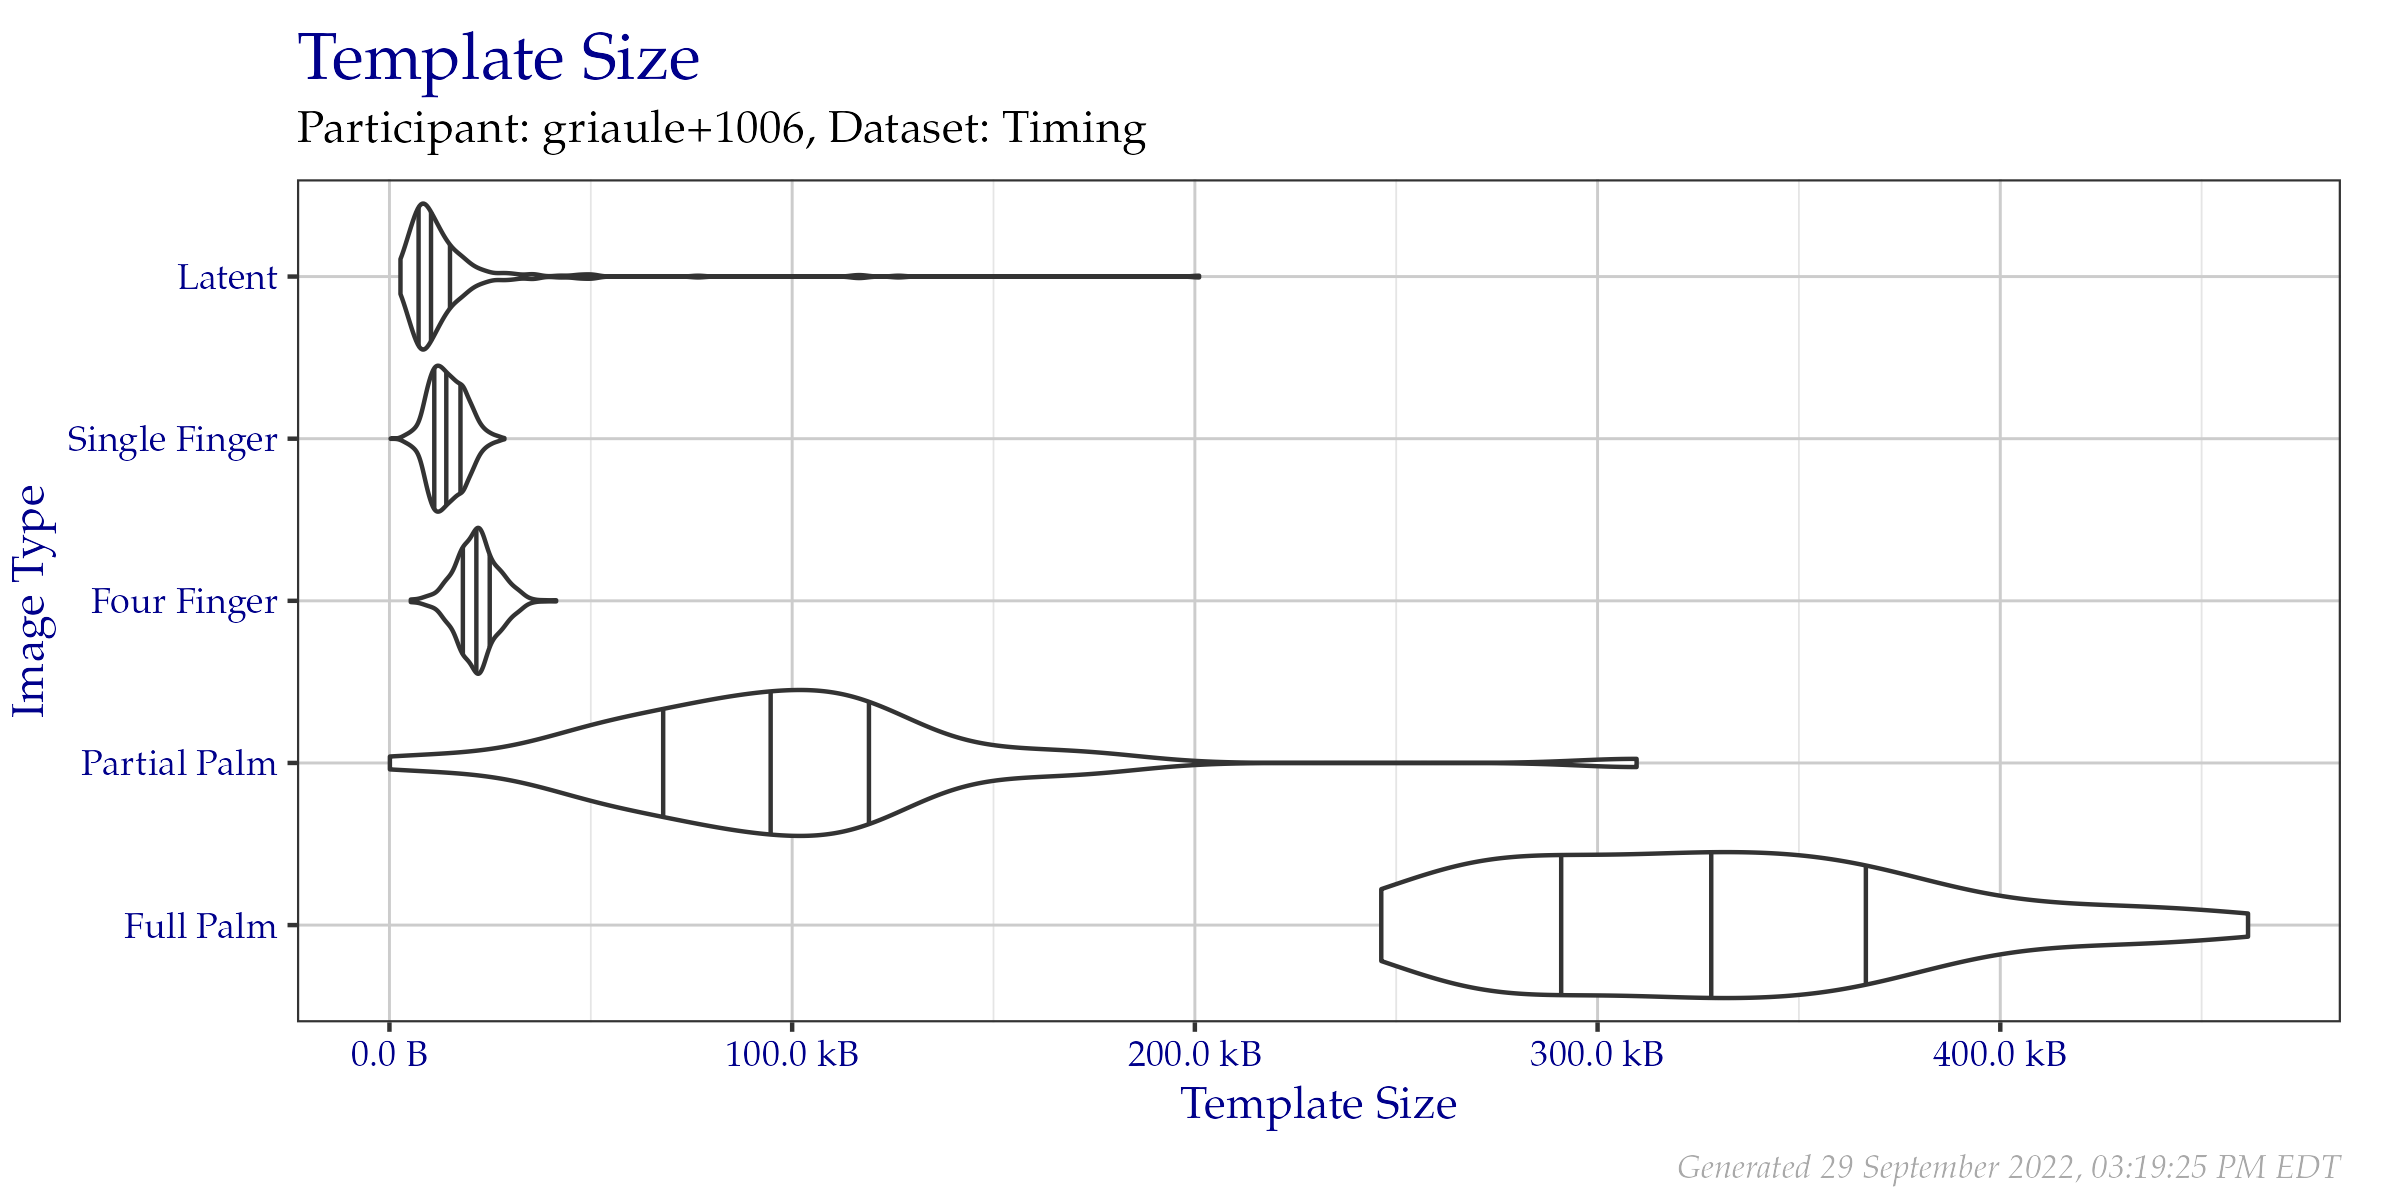 Template Size
Participant: griaule+1006, Dataset: Timing
Image Type
Latent
Single Finger
Four Finger
Partial Palm
Full Palm
0.0 B 100.0 kB 200.0 kB 300.0 kB 400.0 kB
Template Size
Generated 29 September 2022, 03:19:25 PM EDT